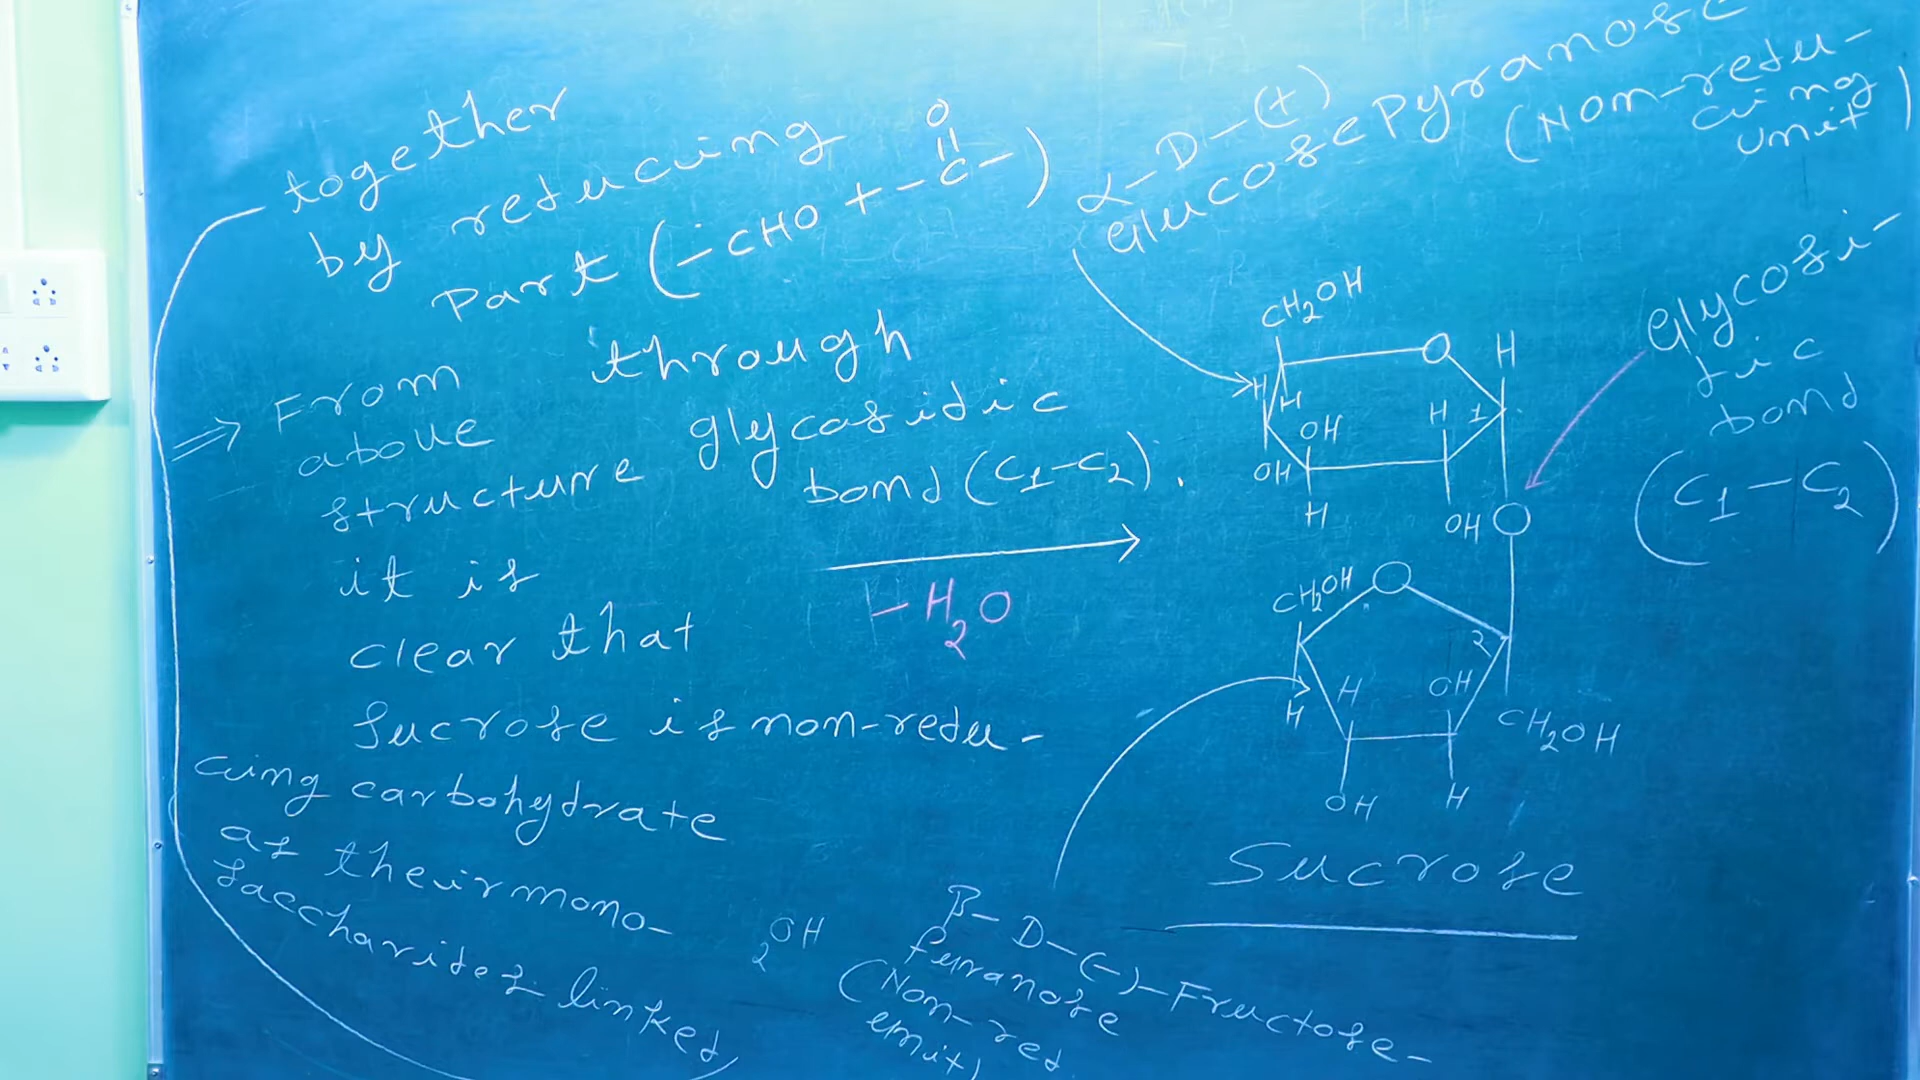 ⇒ From
above
structure
it is
clear that
sucrose is non-redu-
cing carbohydrate
as their mono-
saccharides linked
together
by reducing
part (-CHO + -C-)
O
||
through
glycosidic
bond (C₁-C₂).
- H₂O
α-D-(+)
GlucosePyranose
(Non-redu-
cing
unit)
CH₂OH
O
H
H
H
OH
H
1
OH
H
OH
O
Glycosi-
dic
bond
(C₁-C₂)
CH₂OH
O
2
H
OH
H
CH₂OH
OH
H
Sucrose
₂OH
β-D-(-)-Fructose-
furanose
(Non-red
unit)